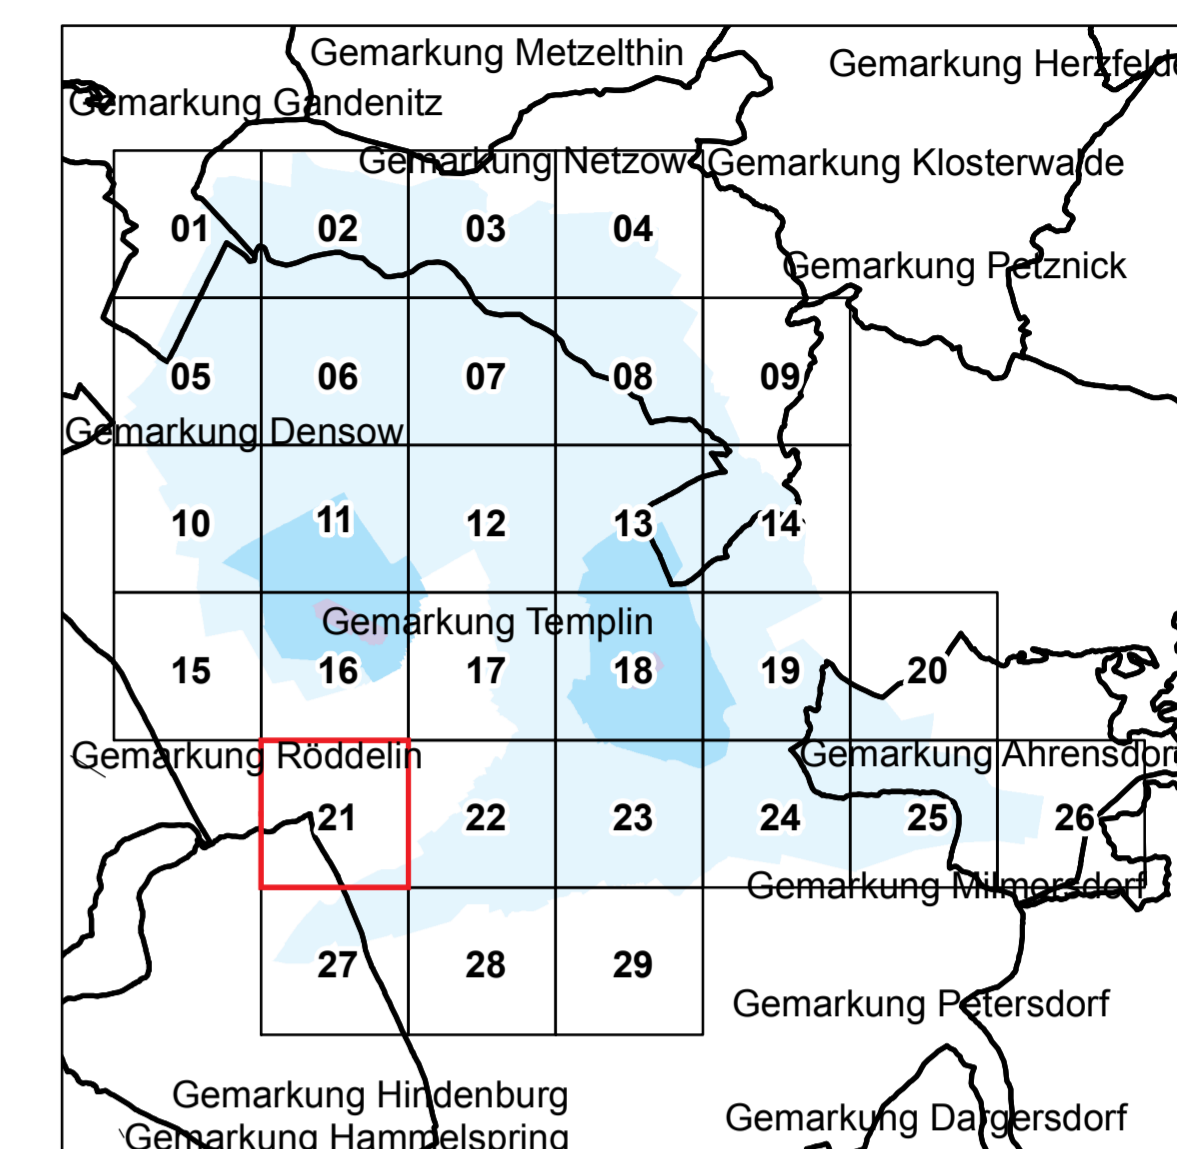 Gemarkung Metzelthin
Gemarkung Herzfelde
Gemarkung Gandenitz
Gemarkung Netzow
Gemarkung Klosterwalde
01 02 03 04
Gemarkung Petznick
05 06 07 08 09
Gemarkung Densow
10 11 12 13 14
Gemarkung Templin
15 16 17 18 19 20
Gemarkung Röddelin
Gemarkung Ahrensdorf
21 22 23 24 25 26
Gemarkung Milmersdorf
27 28 29
Gemarkung Petersdorf
Gemarkung Hindenburg
Gemarkung Dargersdorf
Gemarkung Hammelspring